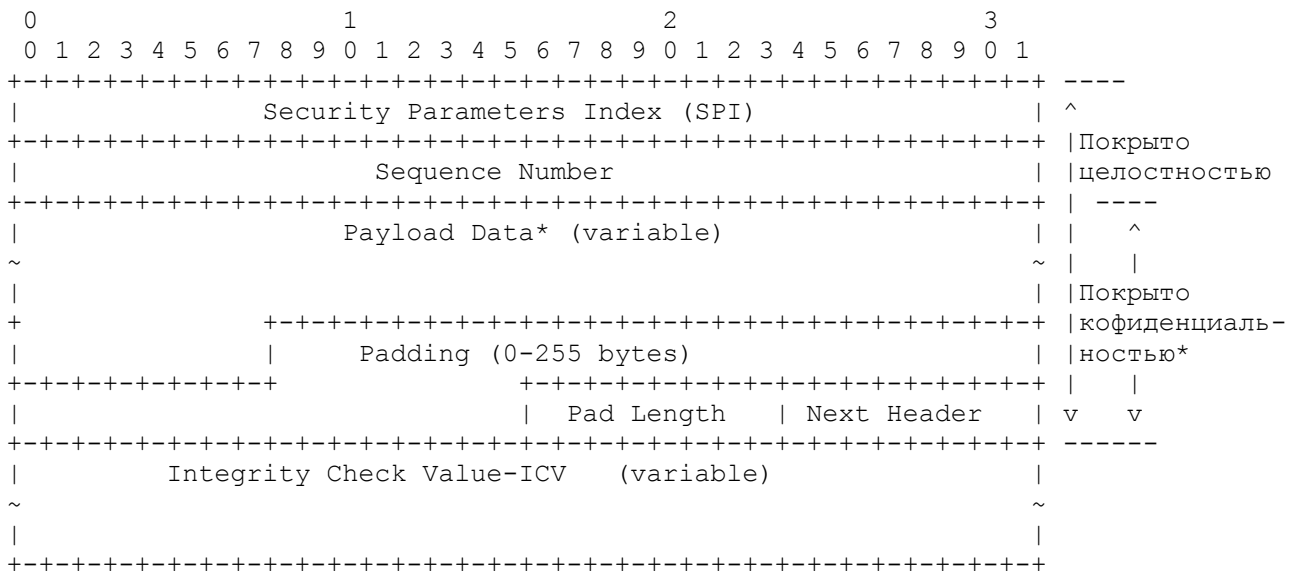 0                   1                   2                   3
 0 1 2 3 4 5 6 7 8 9 0 1 2 3 4 5 6 7 8 9 0 1 2 3 4 5 6 7 8 9 0 1
+-+-+-+-+-+-+-+-+-+-+-+-+-+-+-+-+-+-+-+-+-+-+-+-+-+-+-+-+-+-+-+-+ ----
|               Security Parameters Index (SPI)                 | ^
+-+-+-+-+-+-+-+-+-+-+-+-+-+-+-+-+-+-+-+-+-+-+-+-+-+-+-+-+-+-+-+-+ |Покрыто
|                      Sequence Number                          | |целостностью
+-+-+-+-+-+-+-+-+-+-+-+-+-+-+-+-+-+-+-+-+-+-+-+-+-+-+-+-+-+-+-+-+ | ----
|                    Payload Data* (variable)                   | |   ^
~                                                               ~ |   |
|                                                               | |Покрыто
+               +-+-+-+-+-+-+-+-+-+-+-+-+-+-+-+-+-+-+-+-+-+-+-+-+ |кофиденциаль-
|               |     Padding (0-255 bytes)                     | |ностью*
+-+-+-+-+-+-+-+-+               +-+-+-+-+-+-+-+-+-+-+-+-+-+-+-+-+ |   |
|                               |  Pad Length   | Next Header   | v   v
+-+-+-+-+-+-+-+-+-+-+-+-+-+-+-+-+-+-+-+-+-+-+-+-+-+-+-+-+-+-+-+-+ ------
|         Integrity Check Value-ICV   (variable)                |
~                                                               ~
|                                                               |
+-+-+-+-+-+-+-+-+-+-+-+-+-+-+-+-+-+-+-+-+-+-+-+-+-+-+-+-+-+-+-+-+